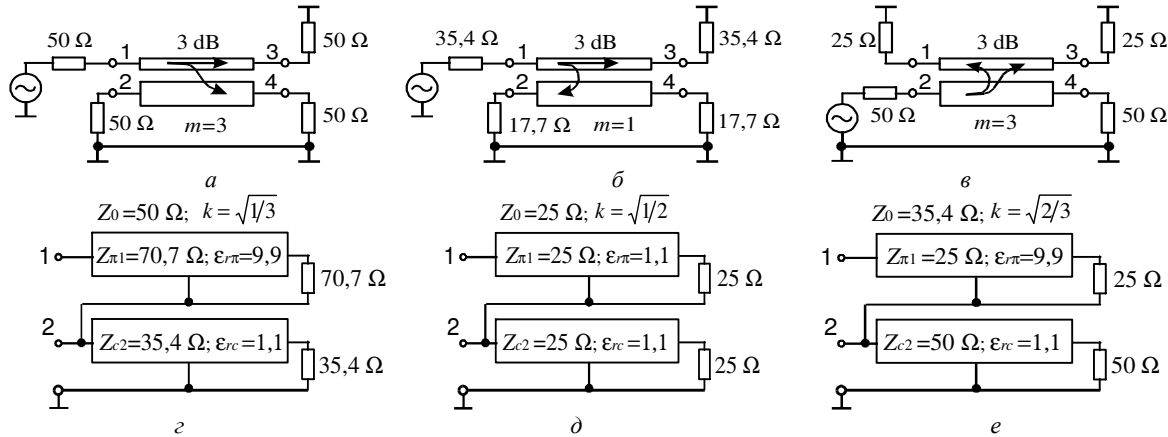 50 Ω 1 3 dB 3 50 Ω
2 4
50 Ω m=3 50 Ω
а
35,4 Ω 1 3 dB 3 35,4 Ω
2 4
17,7 Ω m=1 17,7 Ω
б
25 Ω 1 3 dB 3 25 Ω
2 4
50 Ω m=3 50 Ω
в
Z0=50 Ω; k=√1/3
1 Zπ1=70,7 Ω; εrπ=9,9 70,7 Ω
2 Zc2=35,4 Ω; εrc=1,1 35,4 Ω
г
Z0=25 Ω; k=√1/2
1 Zπ1=25 Ω; εrπ=1,1 25 Ω
2 Zc2=25 Ω; εrc=1,1 25 Ω
д
Z0=35,4 Ω; k=√2/3
1 Zπ1=25 Ω; εrπ=9,9 25 Ω
2 Zc2=50 Ω; εrc=1,1 50 Ω
е